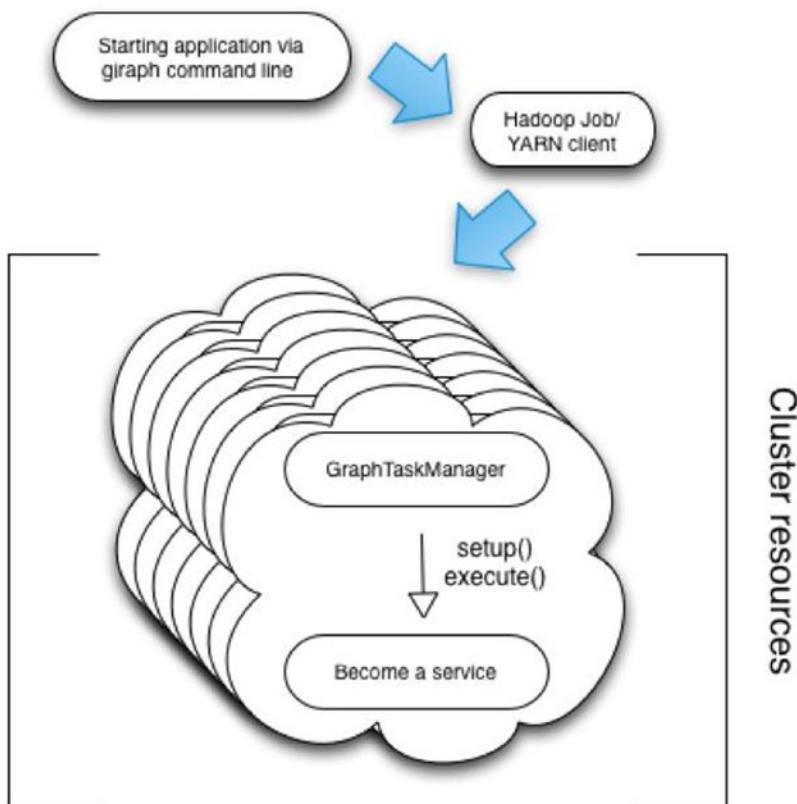 Starting application via
giraph command line
Hadoop Job/
YARN client
GraphTaskManager
setup()
execute()
Become a service
Cluster resources